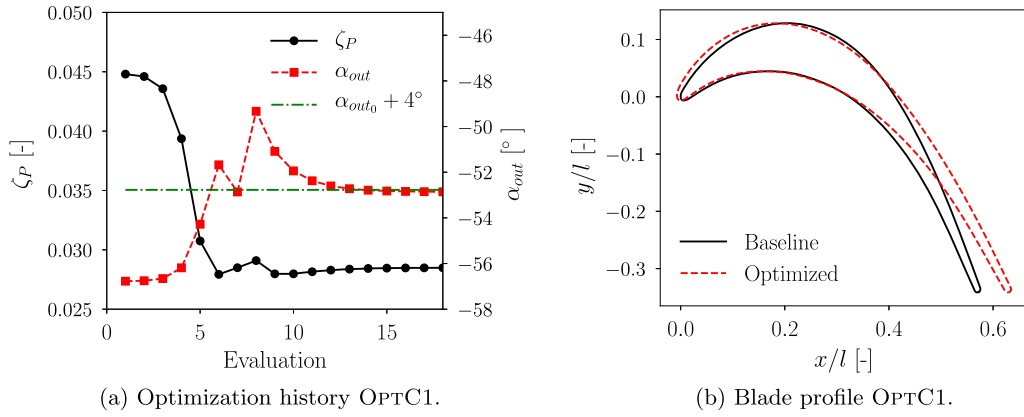 0.050
0.045
0.040
0.035
0.030
0.025
ζ_P [-]
0
5
10
15
Evaluation
ζ_P
α_out
α_out₀ + 4°
−46
−48
−50
−52
−54
−56
−58
α_out [°]
(a) Optimization history OPTC1.
0.1
0.0
−0.1
−0.2
−0.3
y/l [-]
Baseline
Optimized
0.0
0.2
0.4
0.6
x/l [-]
(b) Blade profile OPTC1.